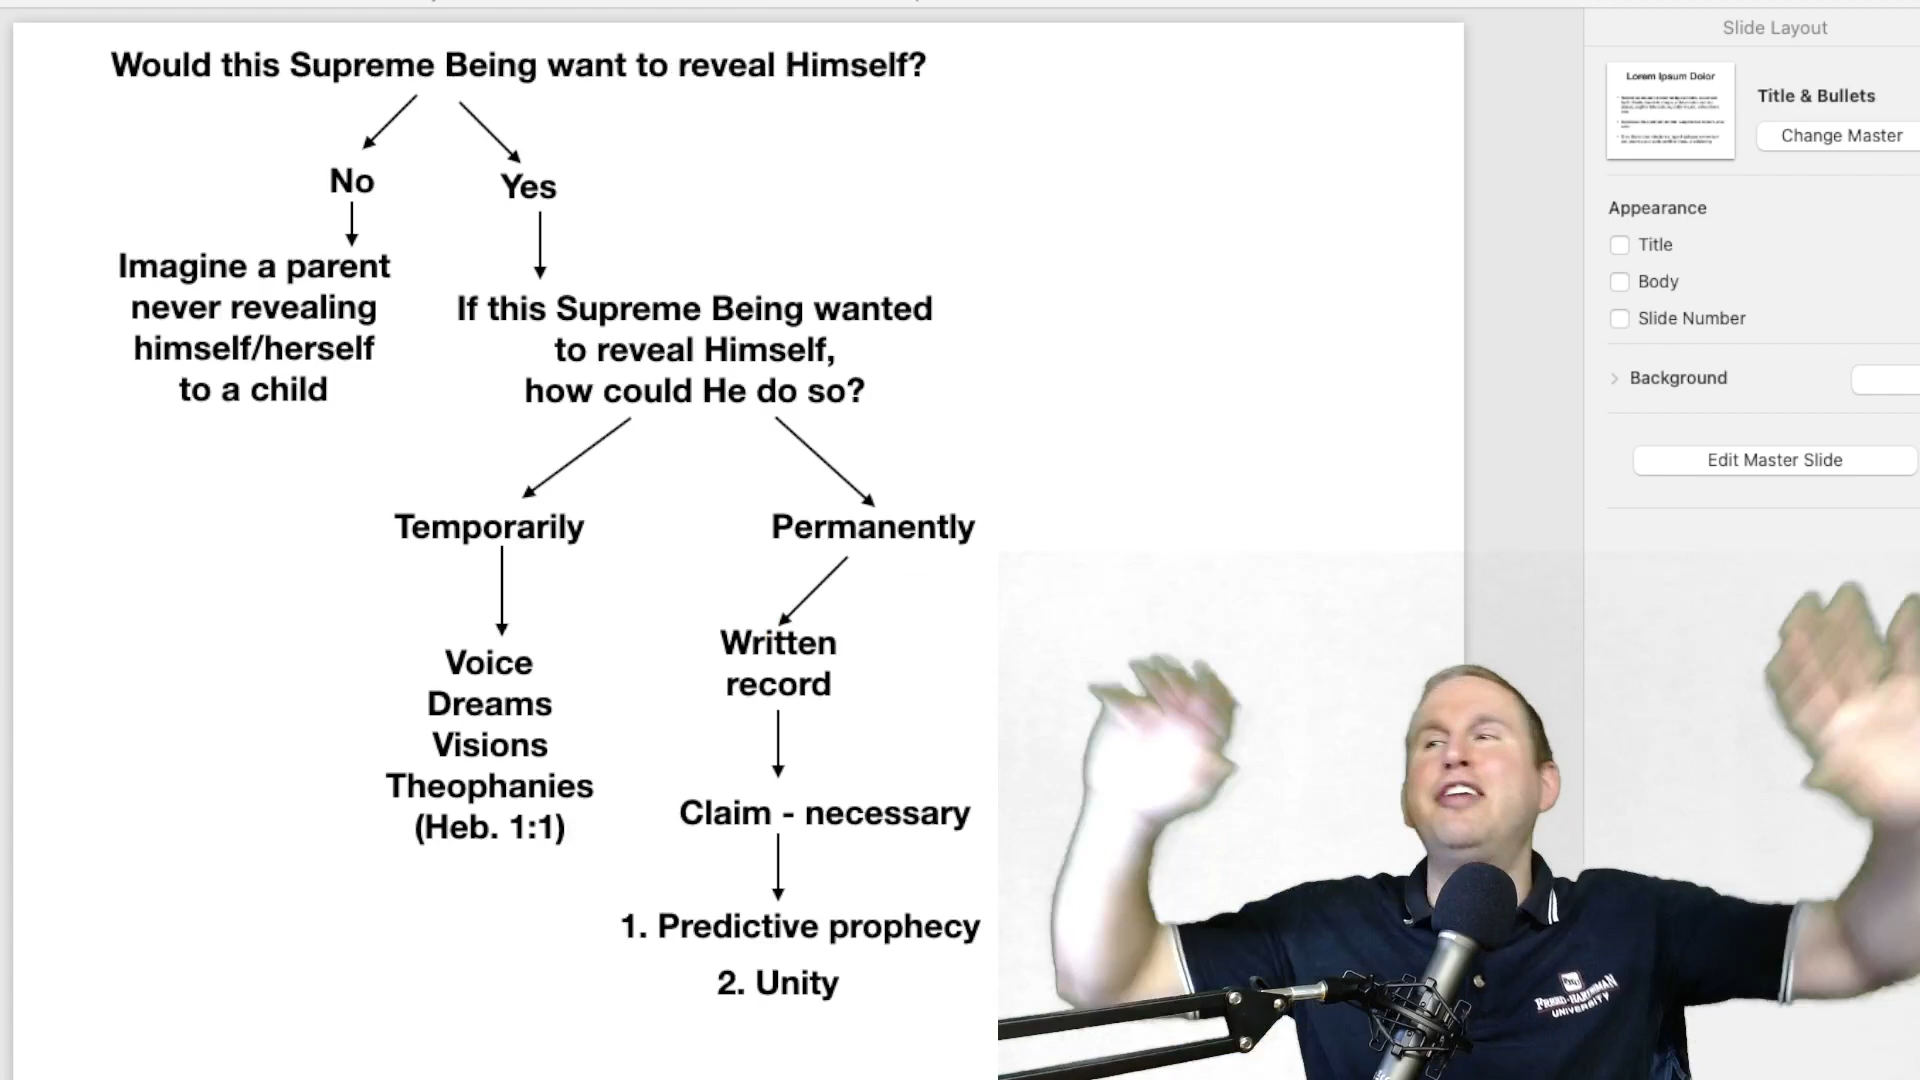 Would this Supreme Being want to reveal Himself?
No
Yes
Imagine a parent
never revealing
himself/herself
to a child
If this Supreme Being wanted
to reveal Himself,
how could He do so?
Temporarily
Permanently
Voice
Dreams
Visions
Theophanies
(Heb. 1:1)
Written
record
Claim - necessary
1. Predictive prophecy
2. Unity
Slide Layout
Lorem Ipsum Dolor
Title & Bullets
Change Master
Appearance
Title
Body
Slide Number
Background
Edit Master Slide
FREED-HARDEMAN
UNIVERSITY